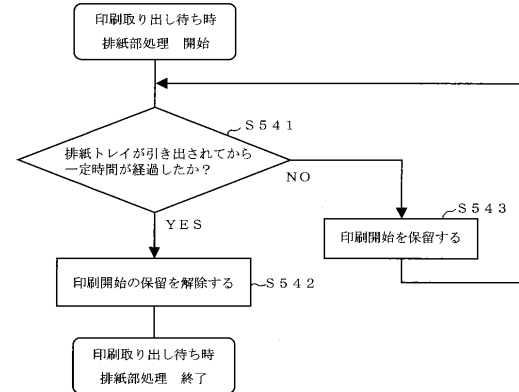 印刷取り出し待ち時
排紙部処理 開始
S541
排紙トレイが引き出されてから
一定時間が経過したか？
NO
YES
S543
印刷開始を保留する
印刷開始の保留を解除する
S542
印刷取り出し待ち時
排紙部処理 終了